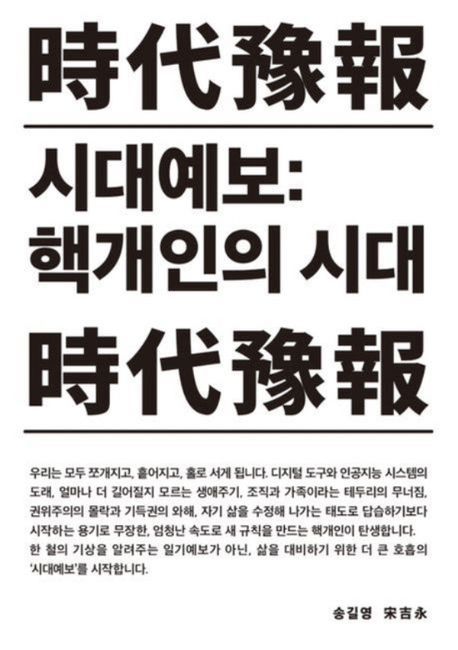 時代豫報
시대예보:
핵개인의 시대
時代豫報
우리는 모두 쪼개지고, 흩어지고, 홀로 서게 됩니다. 디지털 도구와 인공지능 시스템의
도래, 얼마나 더 길어질지 모르는 생애주기, 조직과 가족이라는 테두리의 무너짐,
권위주의의 몰락과 기득권의 와해, 자기 삶을 수정해 나가는 태도로 답습하기보다
시작하는 용기로 무장한, 엄청난 속도로 새 규칙을 만드는 핵개인이 탄생합니다.
한 철의 기상을 알려주는 일기예보가 아닌, 삶을 대비하기 위한 더 큰 호흡의
‘시대예보’를 시작합니다.
송길영 宋吉永